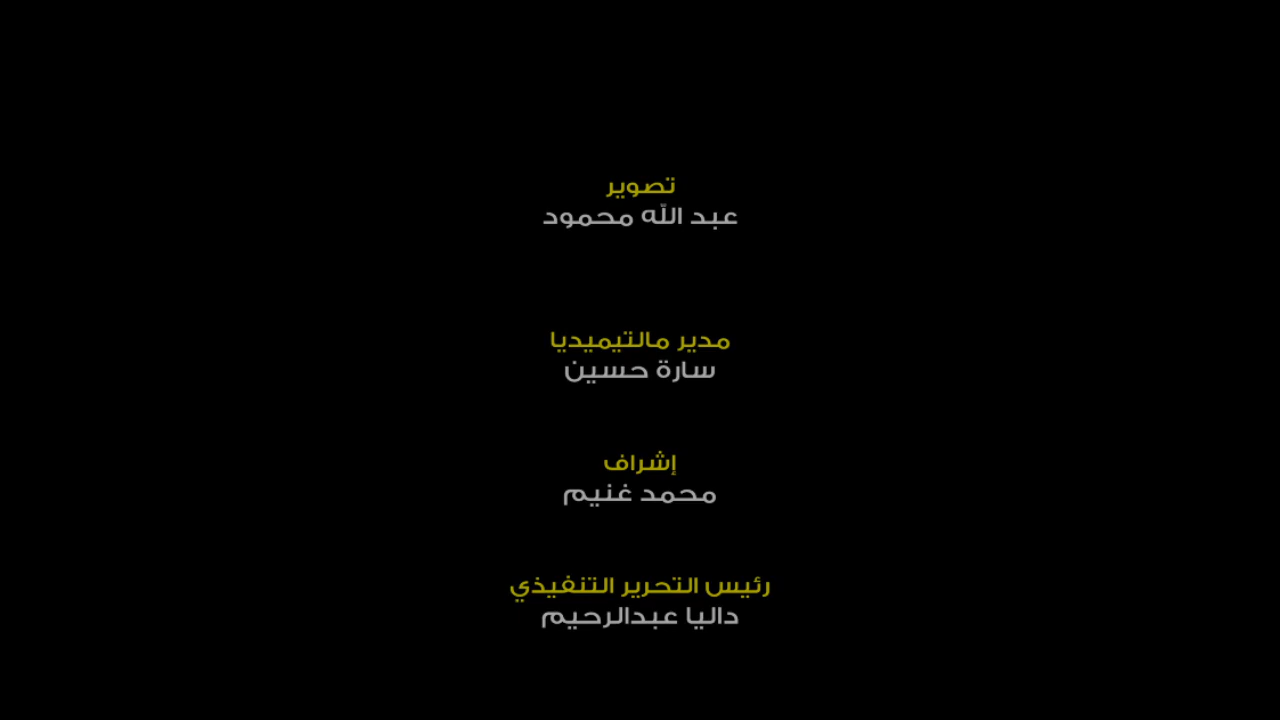 تصوير
عبد الله محمود
مدير مالتيميديا
سارة حسين
إشراف
محمد غنيم
رئيس التحرير التنفيذي
داليا عبدالرحيم